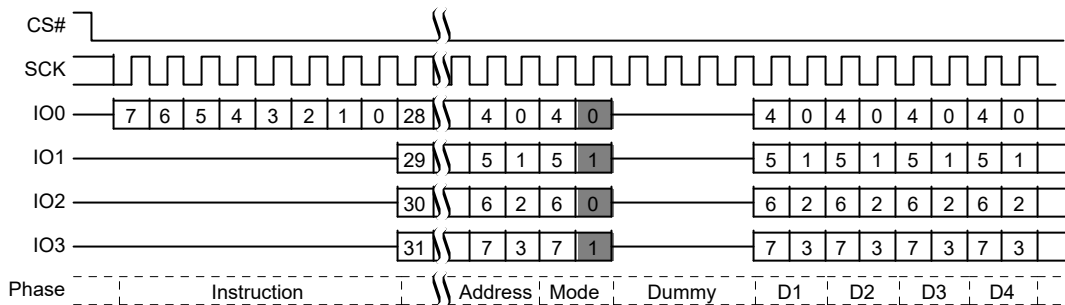 CS#
SCK
IO0 7 6 5 4 3 2 1 0 28 4 0 4 0 4 0 4 0 4 0 4 0
IO1 29 5 1 5 1 5 1 5 1 5 1 5 1
IO2 30 6 2 6 0 6 2 6 2 6 2 6 2
IO3 31 7 3 7 1 7 3 7 3 7 3 7 3
Phase Instruction Address Mode Dummy D1 D2 D3 D4